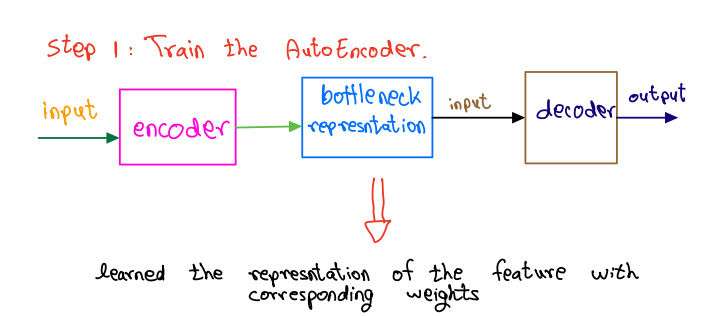 Step 1: Train the AutoEncoder.
input
encoder
bottleneck
represntation
input
decoder
output
learned the represntation of the feature with
corresponding weights